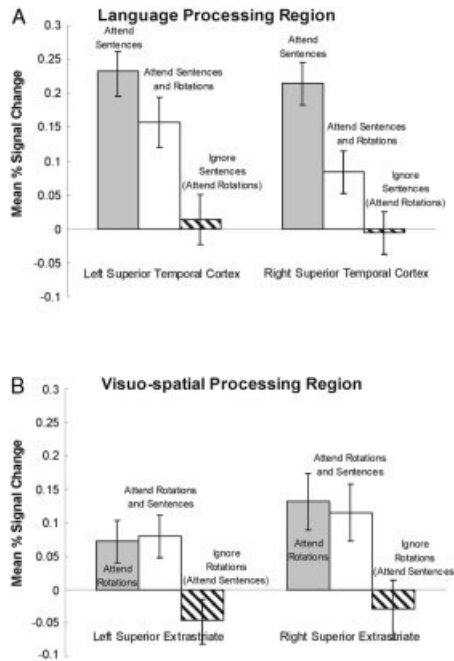 A
Language Processing Region
Mean % Signal Change
0.3
0.25
0.2
0.15
0.1
0.05
0
-0.05
-0.1
Attend
Sentences
Attend Sentences
and Rotations
Ignore
Sentences
(Attend Rotations)
Left Superior Temporal Cortex
Attend
Sentences
Attend Sentences
and Rotations
Ignore
Sentences
(Attend Rotations)
Right Superior Temporal Cortex
B
Visuo-spatial Processing Region
Mean % Signal Change
0.3
0.25
0.2
0.15
0.1
0.05
0
-0.05
-0.1
Attend
Rotations
Attend Rotations
and Sentences
Ignore
Rotations
(Attend Sentences)
Left Superior Extrastriate
Attend
Rotations
Attend Rotations
and Sentences
Ignore
Rotations
(Attend Sentences
Right Superior Extrastriate